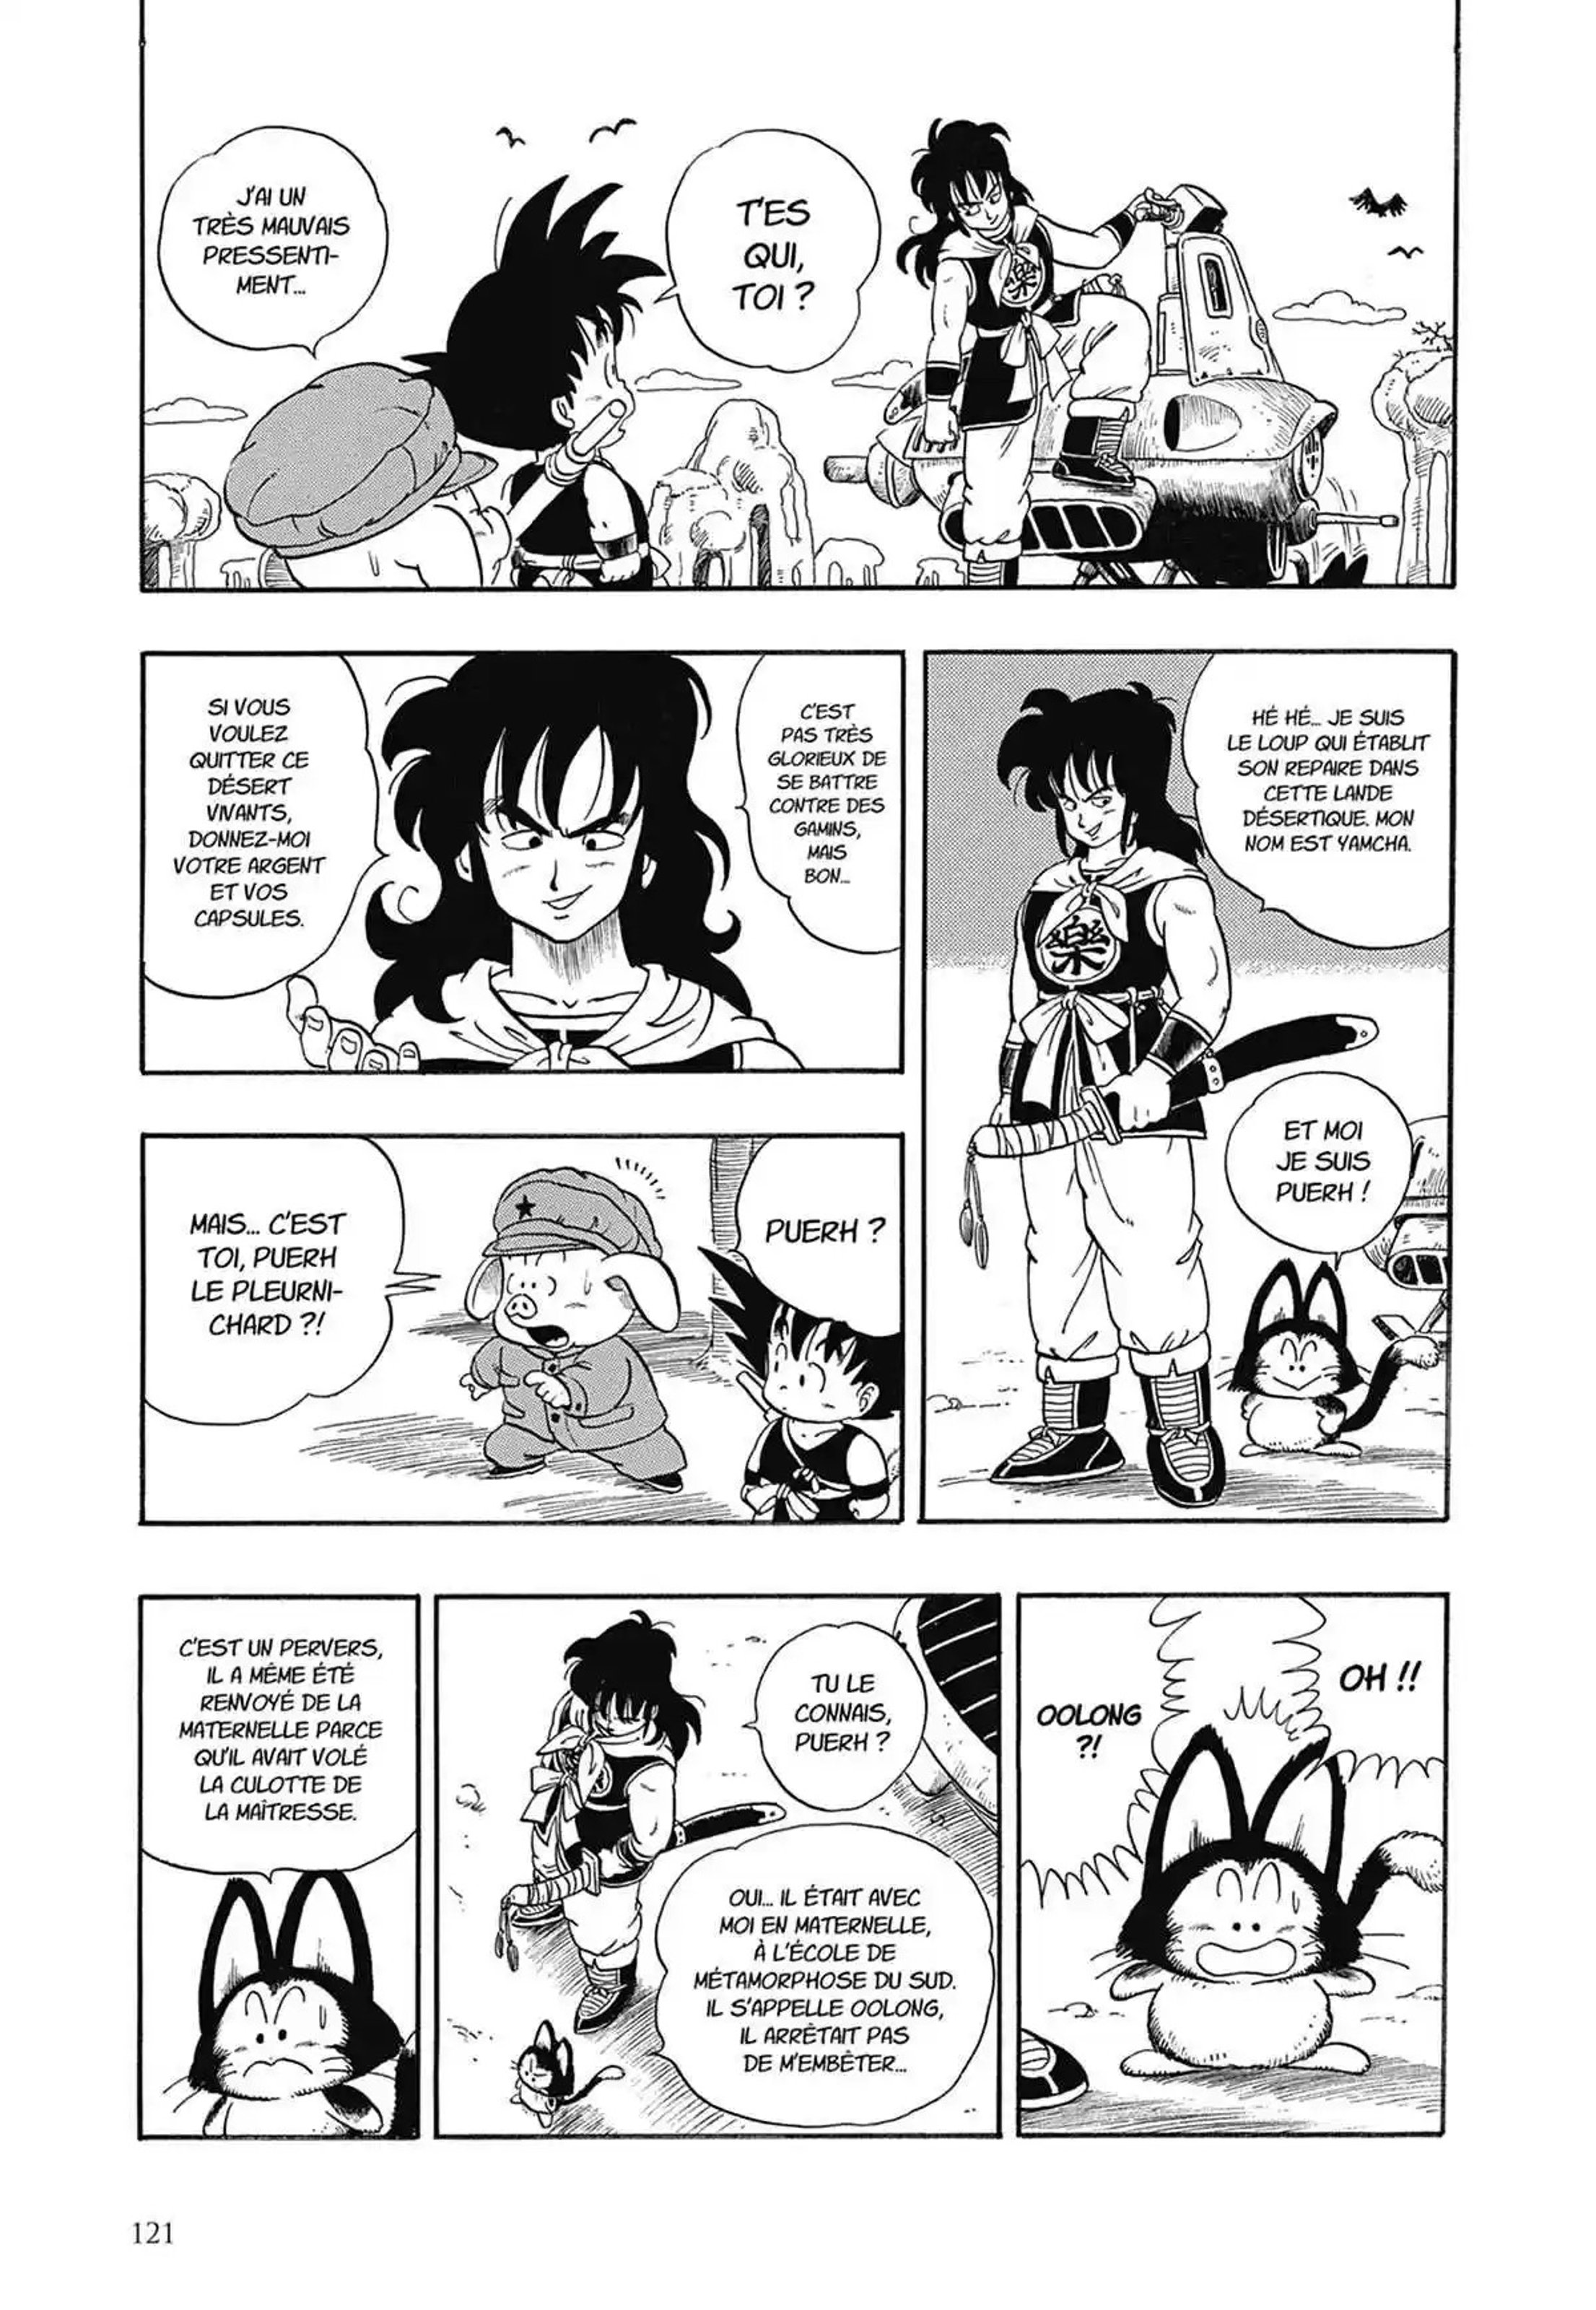 T'ES
QUI,
TOI ?
J'AI UN
TRÈS MAUVAIS
PRESSENTI-
MENT...
樂
HÉ HÉ... JE SUIS
LE LOUP QUI ÉTABLIT
SON REPAIRE DANS
CETTE LANDE
DÉSERTIQUE. MON
NOM EST YAMCHA.
樂
ET MOI
JE SUIS
PUERH !
C'EST
PAS TRÈS
GLORIEUX DE
SE BATTRE
CONTRE DES
GAMINS,
MAIS
BON...
SI VOUS
VOULEZ
QUITTER CE
DÉSERT
VIVANTS,
DONNEZ-MOI
VOTRE ARGENT
ET VOS
CAPSULES.
PUERH ?
MAIS... C'EST
TOI, PUERH
LE PLEURNI-
CHARD ?!
OH !!
OOLONG
?!
TU LE
CONNAIS,
PUERH ?
OUI... IL ÉTAIT AVEC
MOI EN MATERNELLE,
À L'ÉCOLE DE
MÉTAMORPHOSE DU SUD.
IL S'APPELLE OOLONG,
IL ARRÊTAIT PAS
DE M'EMBÊTER...
C'EST UN PERVERS,
IL A MÊME ÉTÉ
RENVOYÉ DE LA
MATERNELLE PARCE
QU'IL AVAIT VOLÉ
LA CULOTTE DE
LA MAÎTRESSE.
121